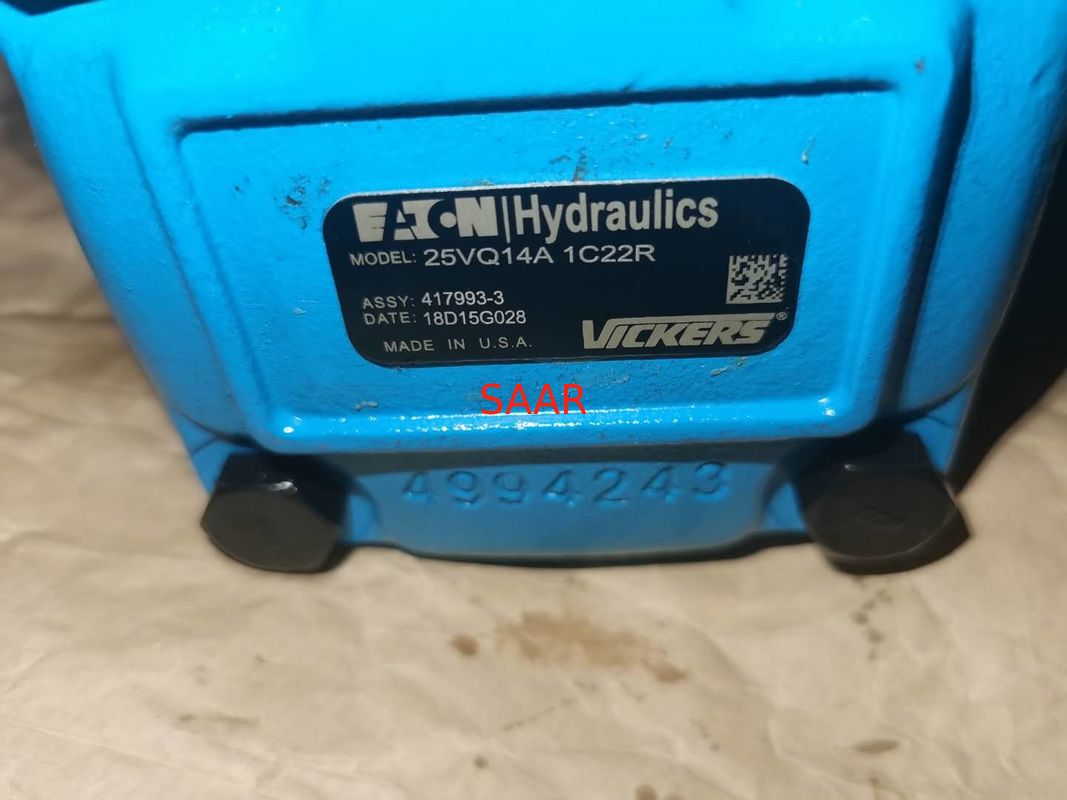 EATON|Hydraulics
MODEL: 25VQ14A 1C22R
ASSY: 417993-3
DATE: 18D15G028
MADE IN U.S.A.
VICKERS®
SAAR
4994243